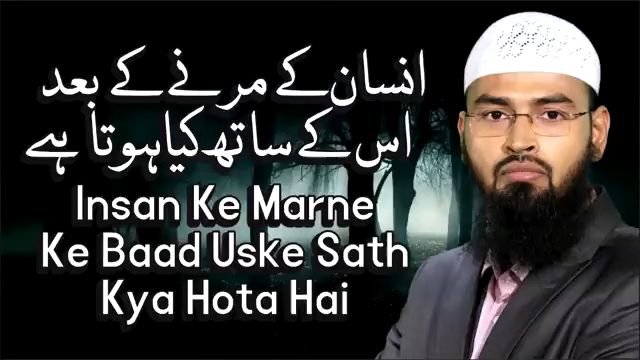 انسان کے مرنے کے بعد
اس کے ساتھ کیا ہوتا ہے
Insan Ke Marne
Ke Baad Uske Sath
Kya Hota Hai